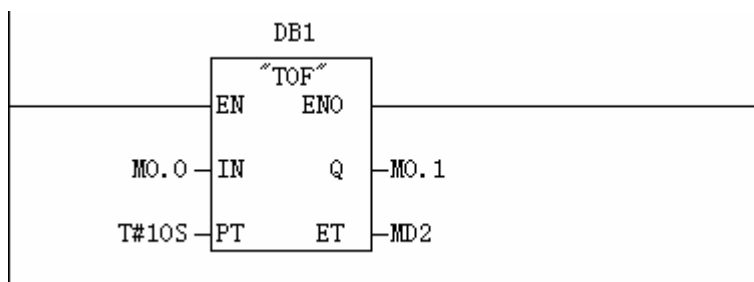 DB1
"TOF"
EN ENO
M0.0 IN Q M0.1
T#10S PT ET MD2